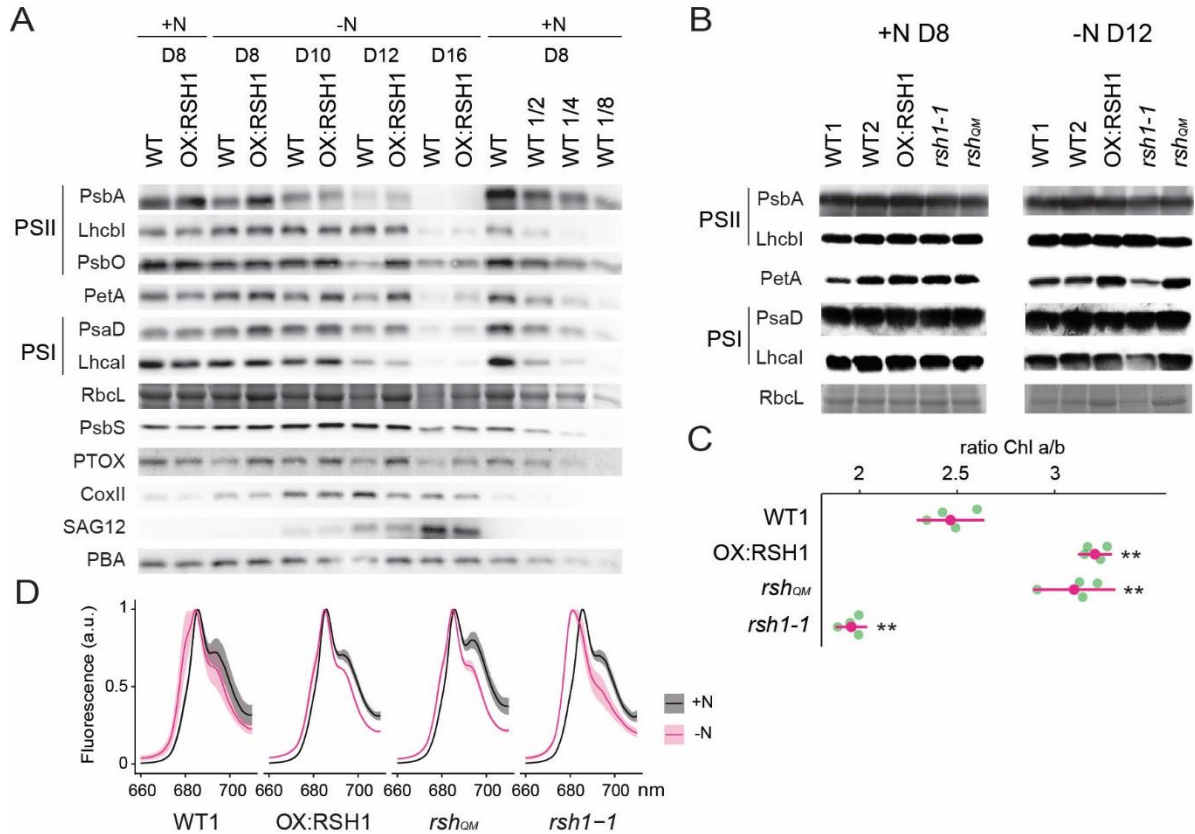 A
+N -N +N
D8 D8 D10 D12 D16 D8
WT OX:RSH1 WT OX:RSH1 WT OX:RSH1 WT OX:RSH1 WT OX:RSH1 WT WT 1/2 WT 1/4 WT 1/8
PSII
PsbA
LhcbI
PsbO
PetA
PSI
PsaD
LhcaI
RbcL
PsbS
PTOX
CoxII
SAG12
PBA
B
+N D8 -N D12
WT1 WT2 OX:RSH1 rsh1-1 rshQM WT1 WT2 OX:RSH1 rsh1-1 rshQM
PSII
PsbA
LhcbI
PetA
PSI
PsaD
LhcaI
RbcL
C
ratio Chl a/b
2 2.5 3
WT1
OX:RSH1 **
rshQM **
rsh1-1 **
D
Fluorescence (a.u.)
1
0.5
0
+N
-N
660 700 660 700 660 700 660 700 nm
WT1 OX:RSH1 rshQM rsh1-1